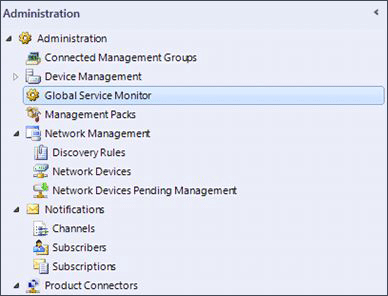 Administration
Administration
Connected Management Groups
Device Management
Global Service Monitor
Management Packs
Network Management
Discovery Rules
Network Devices
Network Devices Pending Management
Notifications
Channels
Subscribers
Subscriptions
Product Connectors